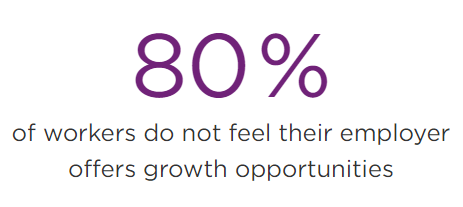 80%
of workers do not feel their employer
offers growth opportunities